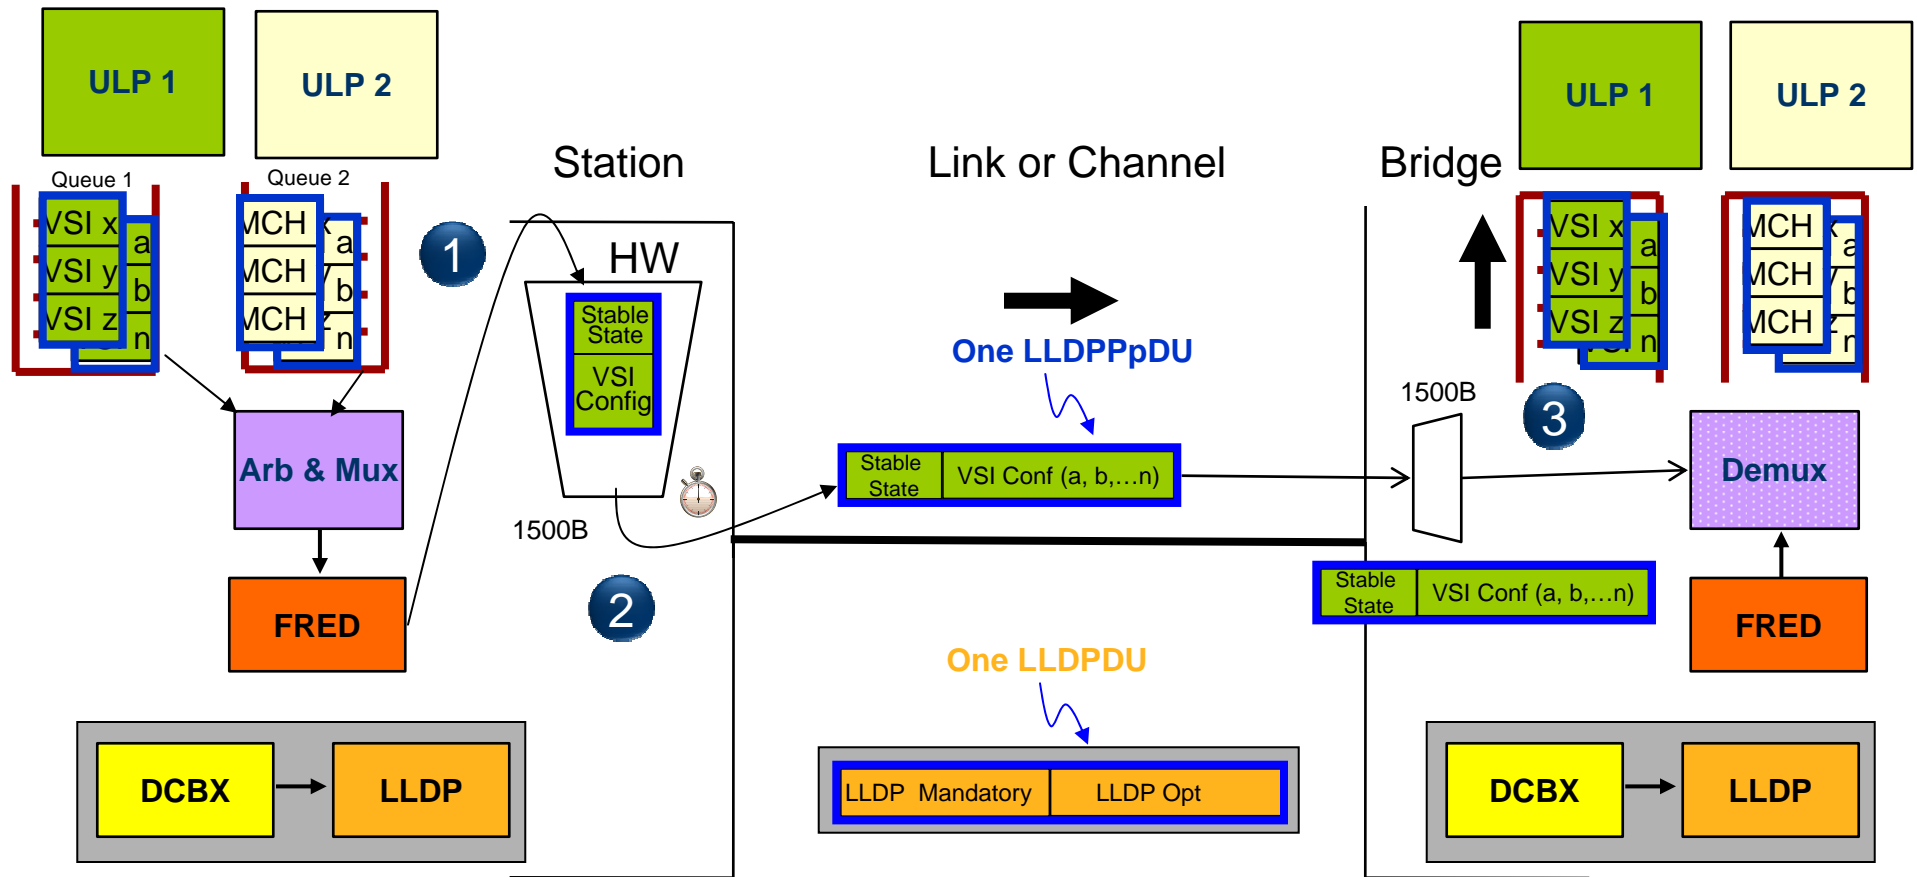 ULP 1
ULP 2
ULP 1
ULP 2
Station
Link or Channel
Bridge
Queue 1
Queue 2
VSI x
VSI y
VSI z
a
b
n
MCH x
MCH y
MCH z
a
b
n
1
HW
Stable
State
VSI
Config
1500B
2
Arb & Mux
FRED
One LLDPPpDU
Stable
State
VSI Conf (a, b,…n)
1500B
3
VSI x
VSI y
VSI z
a
b
VSI n
MCH x
MCH y
MCH z
a
b
n
Demux
Stable
State
VSI Conf (a, b,…n)
FRED
One LLDPDU
LLDP Mandatory
LLDP Opt
DCBX
LLDP
DCBX
LLDP